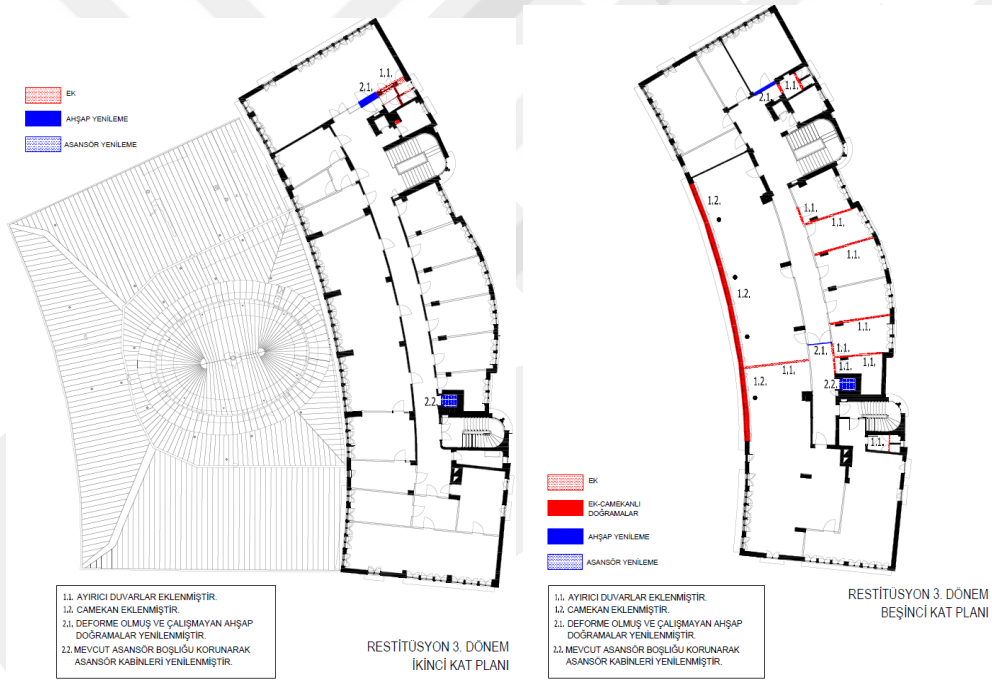 EK
AHŞAP YENİLEME
ASANSÖR YENİLEME
1.1.
2.1.
2.2.
1.1. AYIRICI DUVARLAR EKLENMİŞTİR.
1.2. CAMEKAN EKLENMİŞTİR.
2.1. DEFORME OLMUŞ VE ÇALIŞMAYAN AHŞAP
DOĞRAMALAR YENİLENMİŞTİR.
2.2. MEVCUT ASANSÖR BOŞLUĞU KORUNARAK
ASANSÖR KABİNLERİ YENİLENMİŞTİR.
RESTİTÜSYON 3. DÖNEM
İKİNCİ KAT PLANI
1.1.
2.1.
1.2.
1.1.
1.1.
1.1.
1.2.
1.1.
2.1.
1.1.
1.1.
1.1.
1.1.
1.2.
2.2.
1.1.
EK
EK-CAMEKANLI
DOĞRAMALAR
AHŞAP YENİLEME
ASANSÖR YENİLEME
1.1. AYIRICI DUVARLAR EKLENMİŞTİR.
1.2. CAMEKAN EKLENMİŞTİR.
2.1. DEFORME OLMUŞ VE ÇALIŞMAYAN AHŞAP
DOĞRAMALAR YENİLENMİŞTİR.
2.2. MEVCUT ASANSÖR BOŞLUĞU KORUNARAK
ASANSÖR KABİNLERİ YENİLENMİŞTİR.
RESTİTÜSYON 3. DÖNEM
BEŞİNCİ KAT PLANI